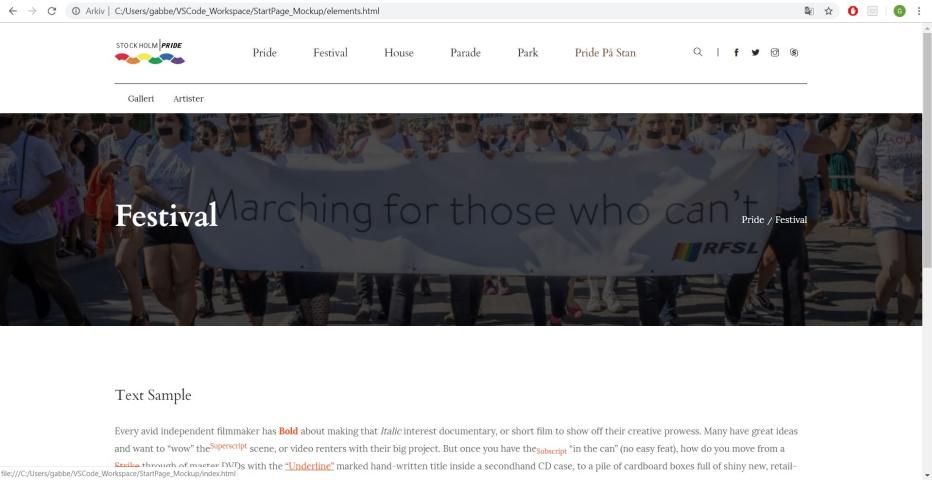 Arkiv | C:/Users/gabbe/VSCode_Workspace/StartPage_Mockup/elements.html
G
STOCKHOLM PRIDE
Pride Festival House Parade Park Pride På Stan
Galleri Artister
Marching for those who can't
Festival
Pride / Festival
RFSL
Text Sample
Every avid independent filmmaker has Bold about making that Italic interest documentary, or short film to show off their creative prowess. Many have great ideas
and want to “wow” the Superscript scene, or video renters with their big project. But once you have the Subscript “in the can” (no easy feat), how do you move from a
Strike through of master DVDs with the “Underline” marked hand-written title inside a secondhand CD case, to a pile of cardboard boxes full of shiny new, retail-
file:///C:/Users/gabbe/VSCode_Workspace/StartPage_Mockup/index.html